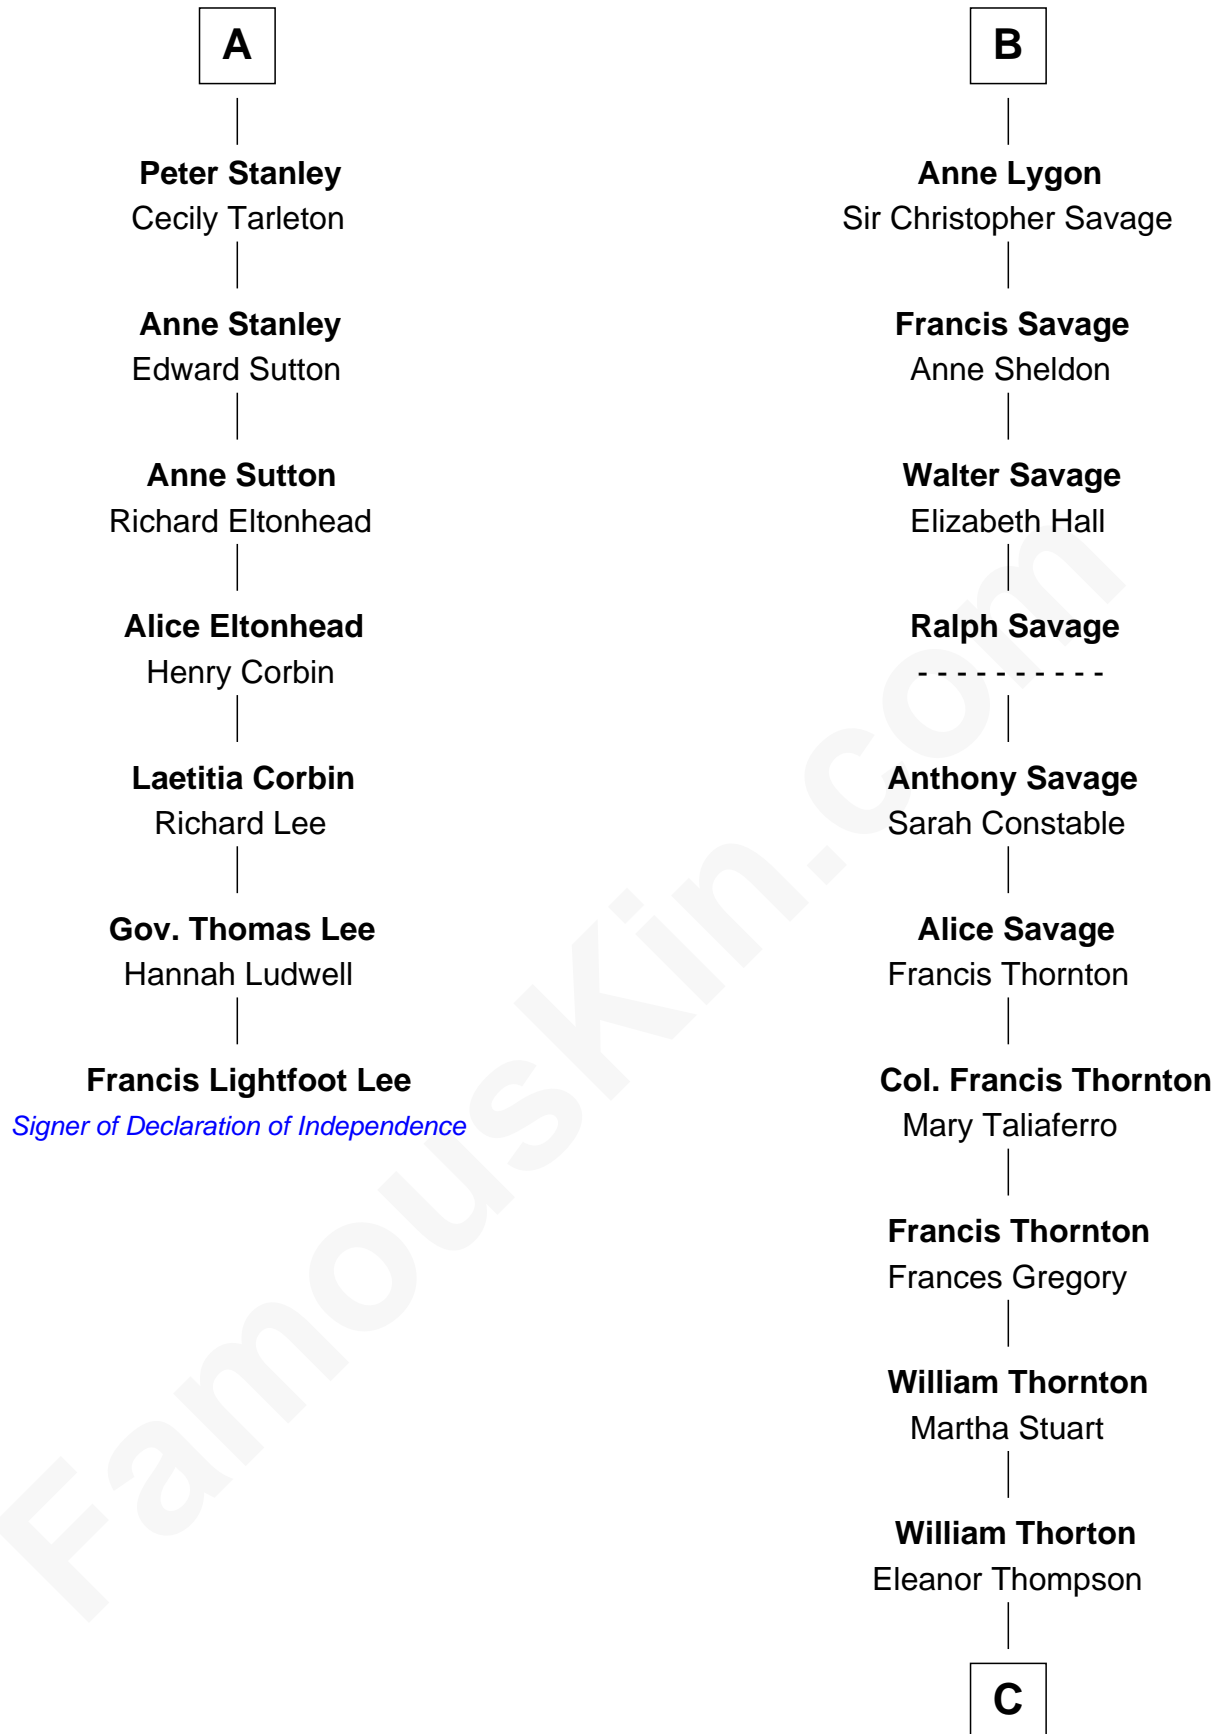 A
Peter Stanley
Cecily Tarleton
Anne Stanley
Edward Sutton
Anne Sutton
Richard Eltonhead
Alice Eltonhead
Henry Corbin
Laetitia Corbin
Richard Lee
Gov. Thomas Lee
Hannah Ludwell
Francis Lightfoot Lee
Signer of Declaration of Independence
B
Anne Lygon
Sir Christopher Savage
Francis Savage
Anne Sheldon
Walter Savage
Elizabeth Hall
Ralph Savage
- - - - - - - - - -
Anthony Savage
Sarah Constable
Alice Savage
Francis Thornton
Col. Francis Thornton
Mary Taliaferro
Francis Thornton
Frances Gregory
William Thornton
Martha Stuart
William Thorton
Eleanor Thompson
C
FamousKin.com